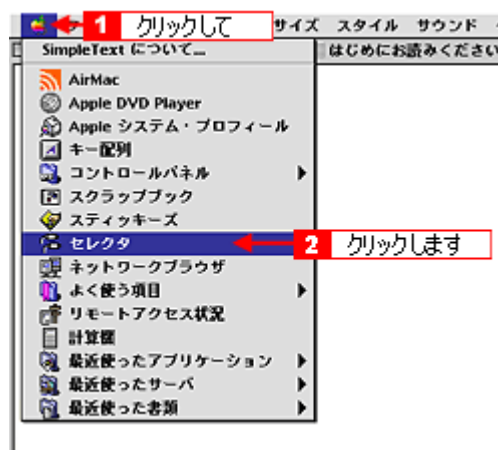 1 クリックして サイズ スタイル サウンド
SimpleText について... はじめにお読みください
AirMac
Apple DVD Player
Apple システム・プロフィール
キー配列
コントロールパネル
スクラップブック
スティッキーズ
セレクタ 2 クリックします
ネットワークブラウザ
よく使う項目
リモートアクセス状況
計算機
最近使ったアプリケーション
最近使ったサーバ
最近使った書類